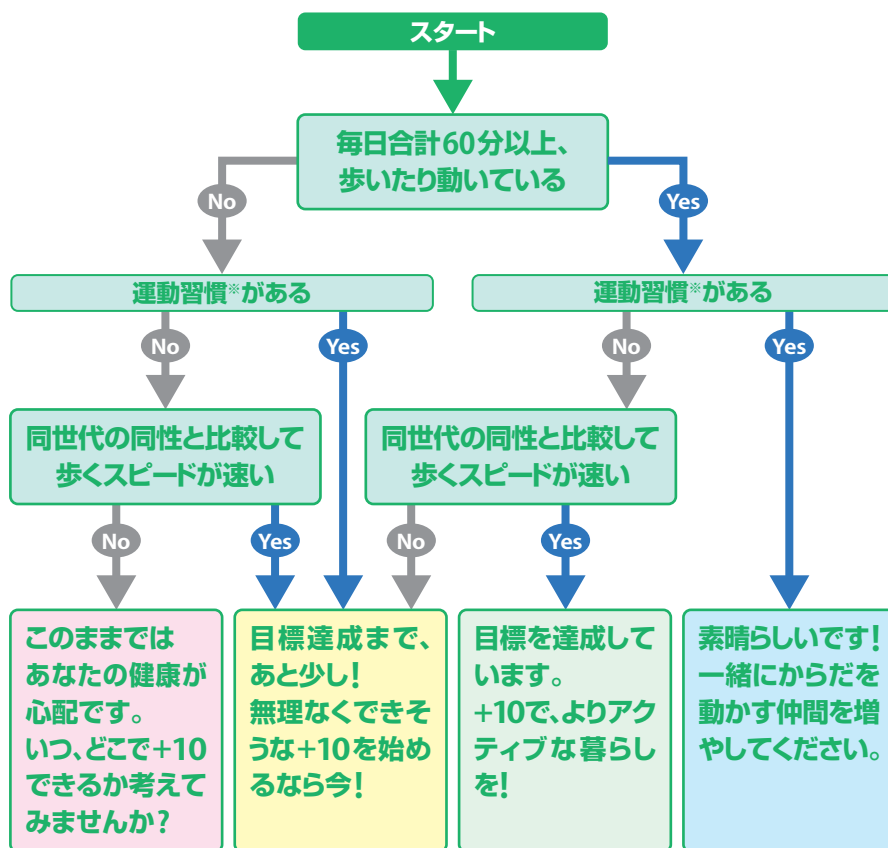 スタート
毎日合計60分以上、
歩いたり動いている
No
Yes
運動習慣※がある
運動習慣※がある
No
Yes
No
Yes
同世代の同性と比較して
歩くスピードが速い
同世代の同性と比較して
歩くスピードが速い
No
Yes
No
Yes
このままでは
あなたの健康が
心配です。
いつ、どこで+10
できるか考えて
みませんか?
目標達成まで、
あと少し!
無理なくできそ
うな+10を始め
るなら今!
目標を達成して
います。
+10で、よりアク
ティブな暮らし
を!
素晴らしいです!
一緒にからだを
動かす仲間を増
やしてください。